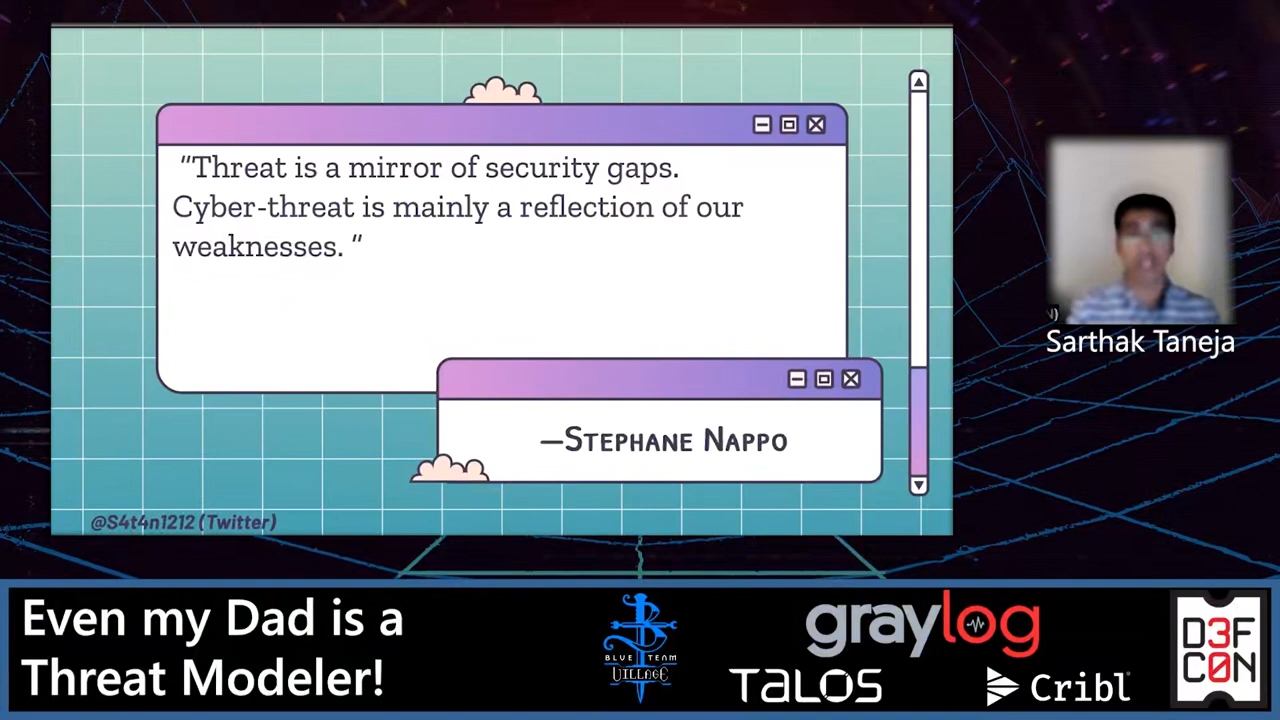 "Threat is a mirror of security gaps.
Cyber-threat is mainly a reflection of our
weaknesses. "
—STEPHANE NAPPO
@S4t4n1212 (Twitter)
Sarthak Taneja
Even my Dad is a
Threat Modeler!
BLUE TEAM
VILLAGE
graylog
TALOS
Cribl
D3F
C0N